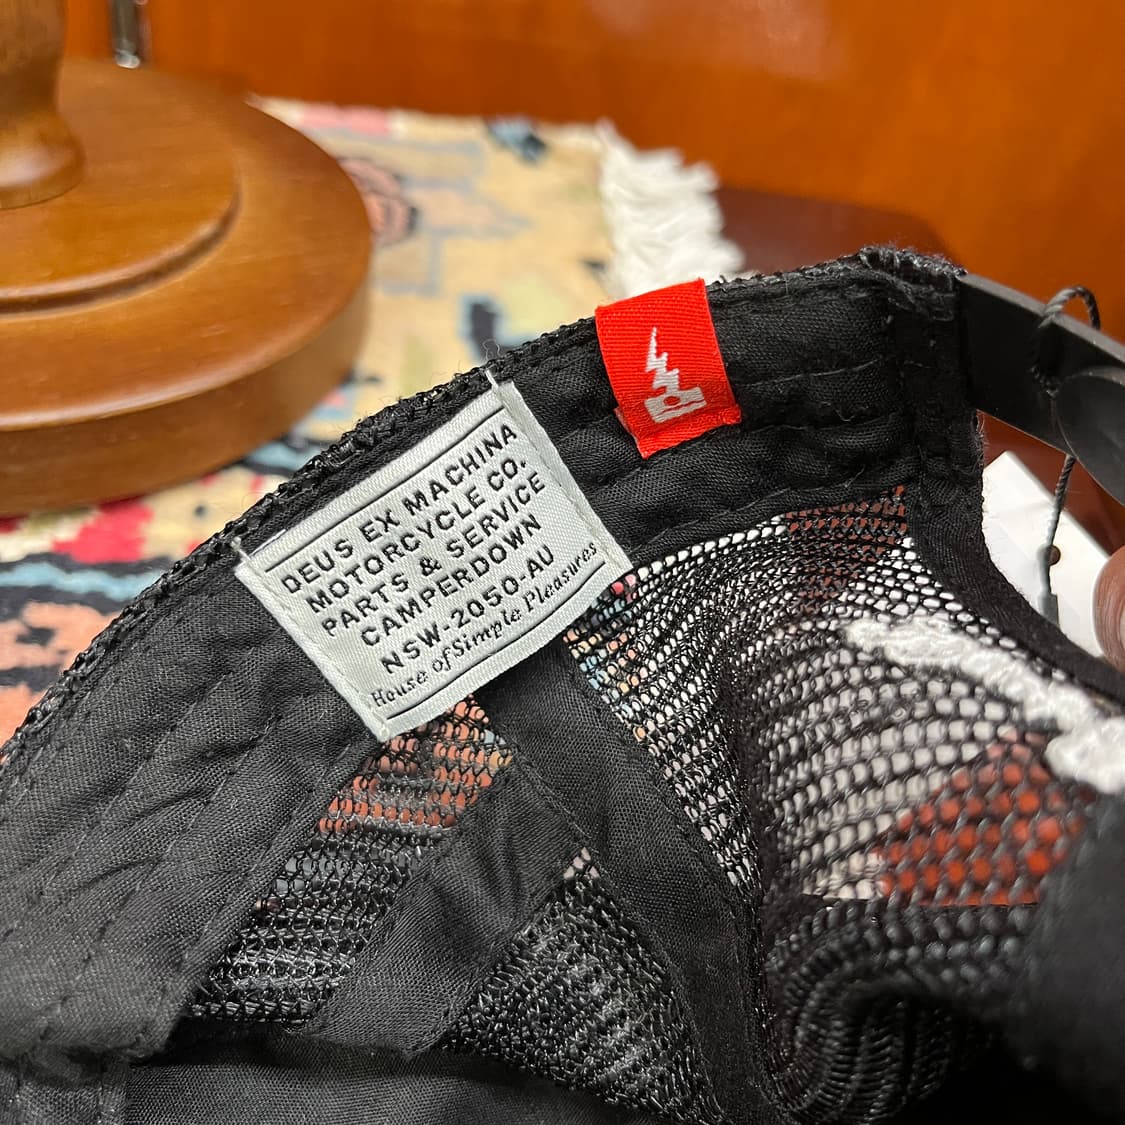 DEUS EX MACHINA
MOTORCYCLE CO.
PARTS & SERVICE
CAMPERDOWN
NSW-2050-AU
House of Simple Pleasures